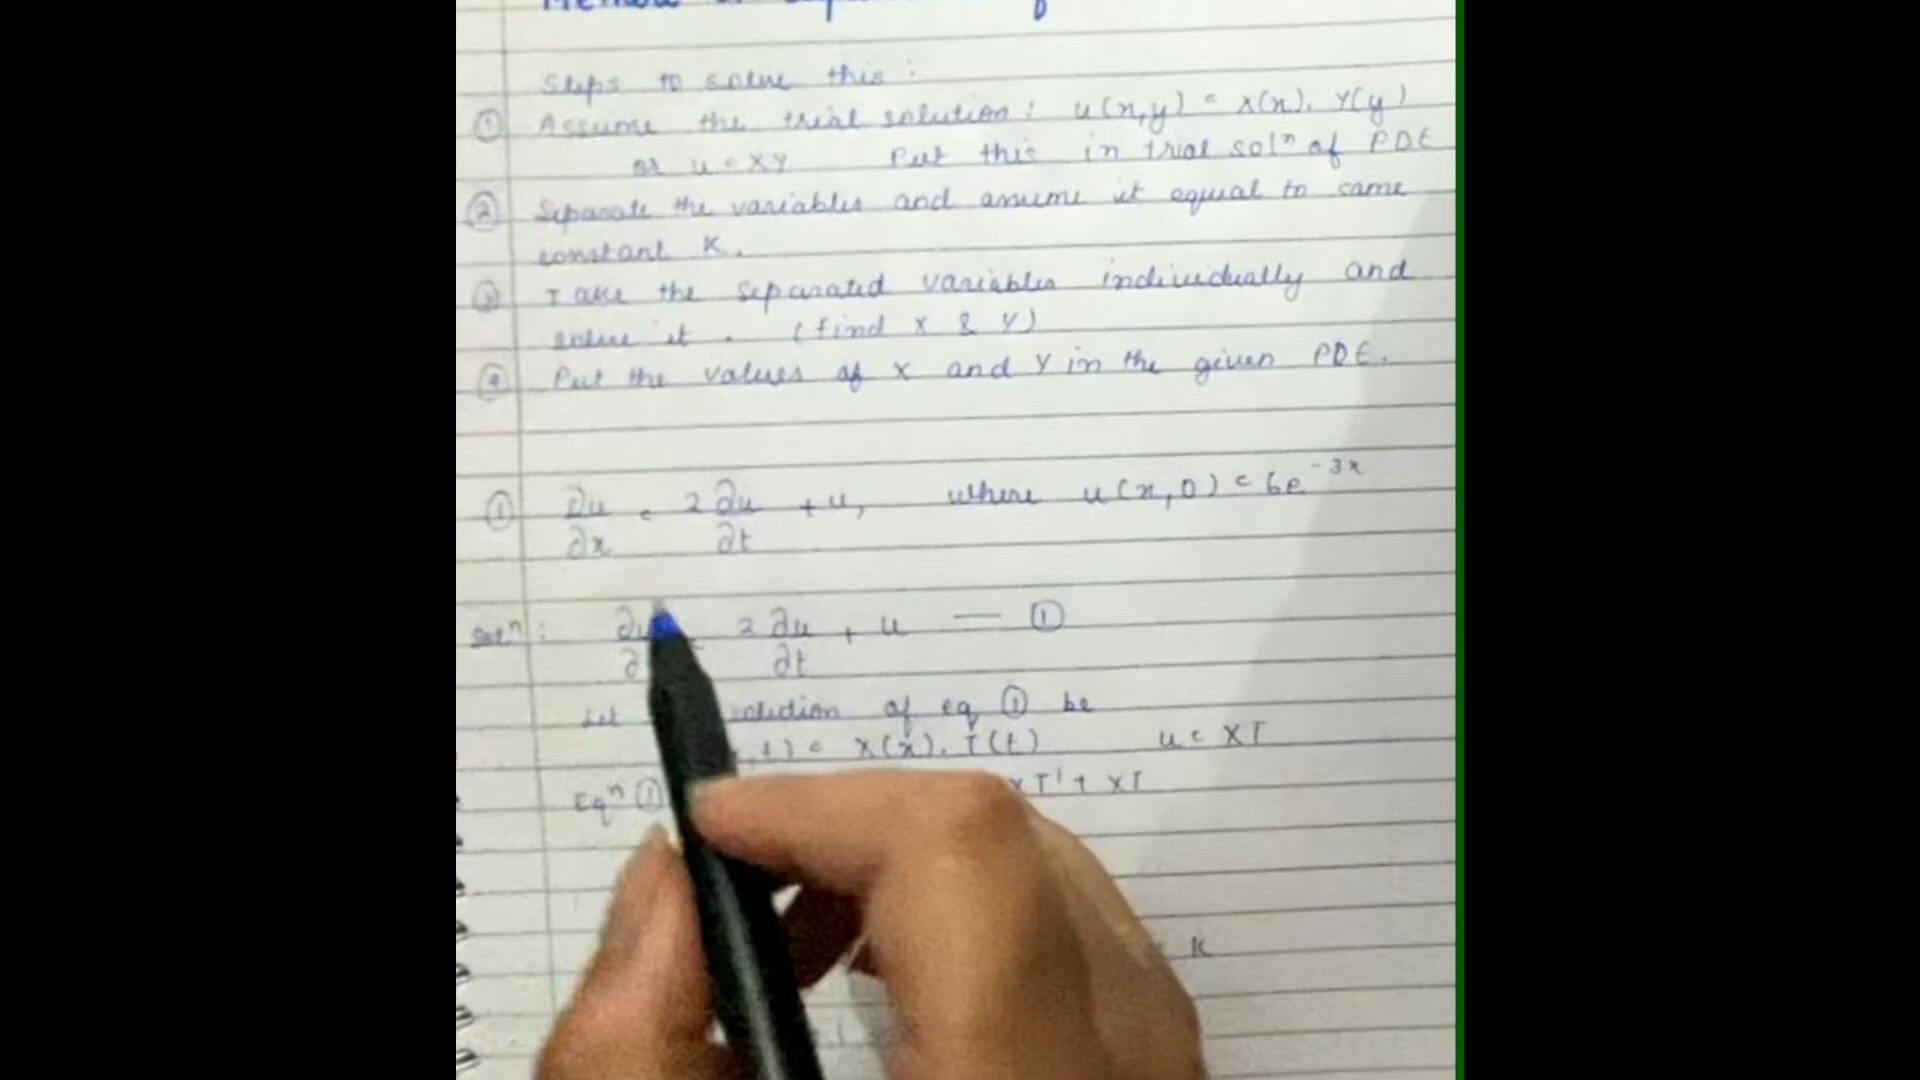 Steps to solve this :
① Assume the trial solution : u(x,y) = X(x). Y(y)
or u = XY Put this in trial solⁿ of PDE
② Separate the variables and assume it equal to same
constant K.
③ Take the separated variables individually and
solve it . (find X & Y)
④ Put the values of X and Y in the given PDE.
① ∂u/∂x = 2 ∂u/∂t + u, where u(x,0) = 6e⁻³ˣ
Solⁿ : 2 ∂u/∂t + u — ①
Let solution of eq ① be
t) = X(x). T(t) u = XT
Eqⁿ ① XT' + XT
K